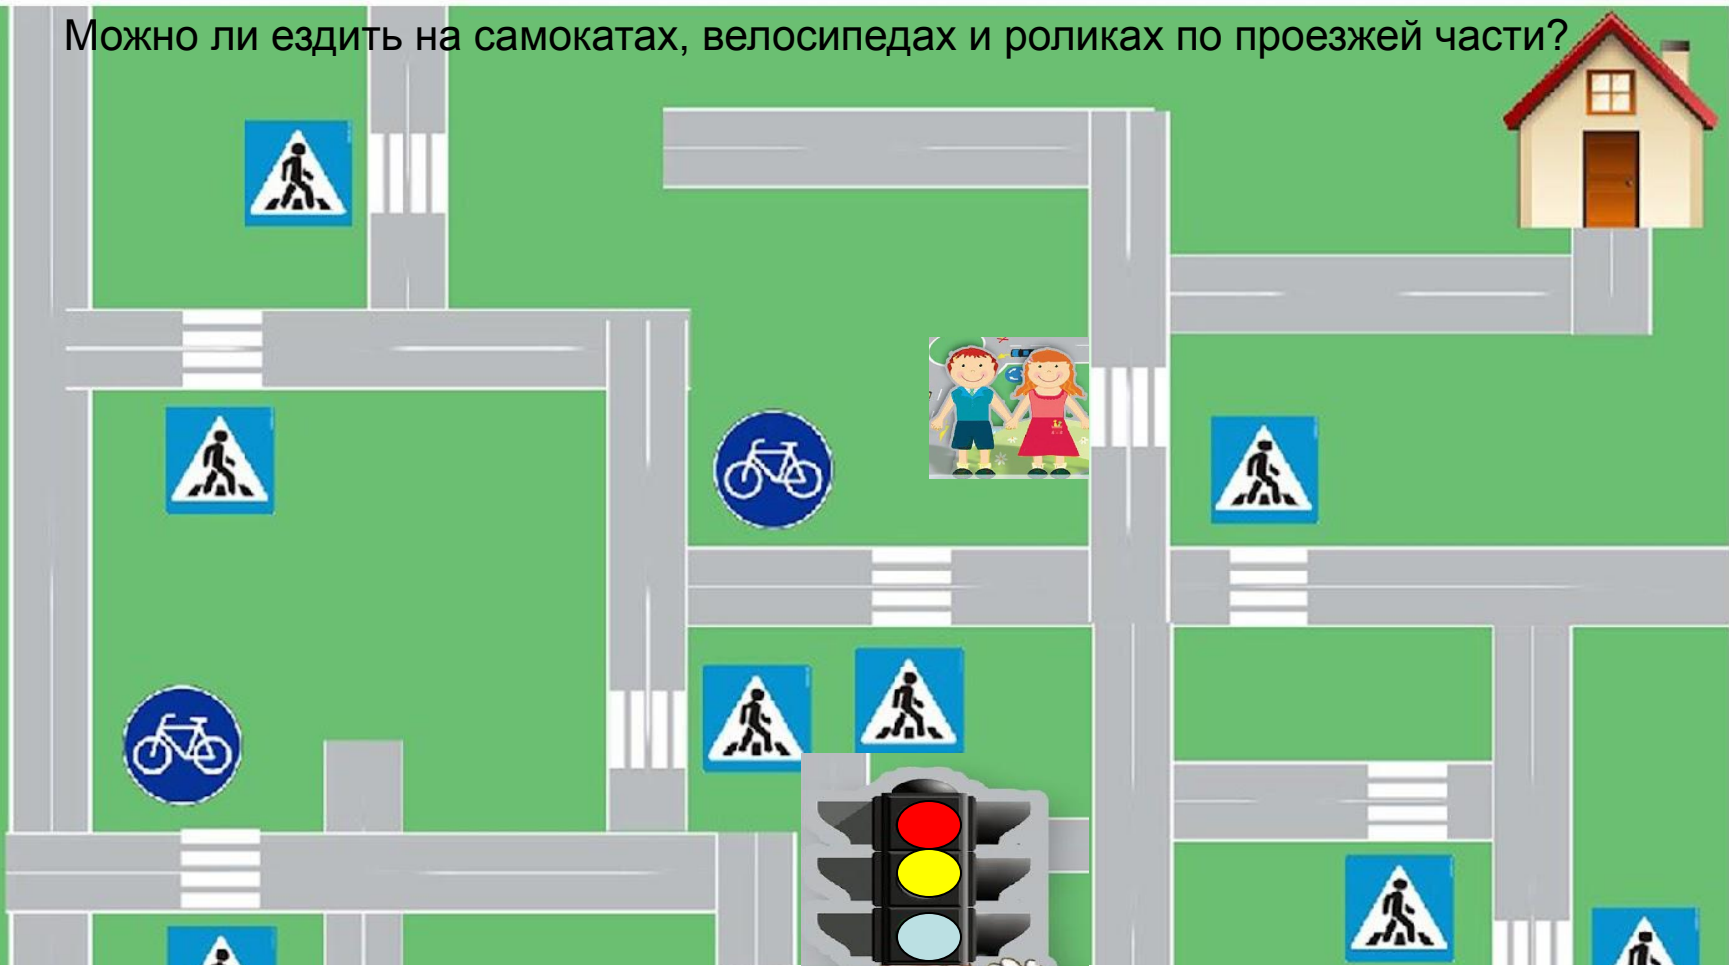 Можно ли ездить на самокатах, велосипедах и роликах по проезжей части?